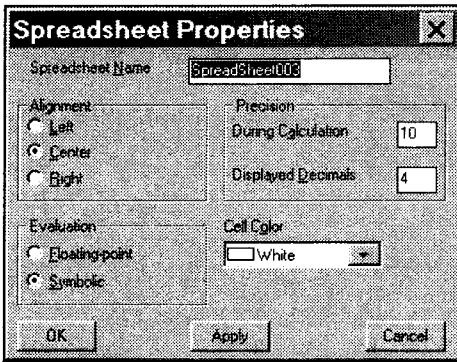 Spreadsheet Properties
Spreadsheet Name SpreadSheet003
Alignment
Left
Center
Right
Precision
During Calculation 10
Displayed Decimals 4
Evaluation
Floating-point
Symbolic
Cell Color
White
OK Apply Cancel